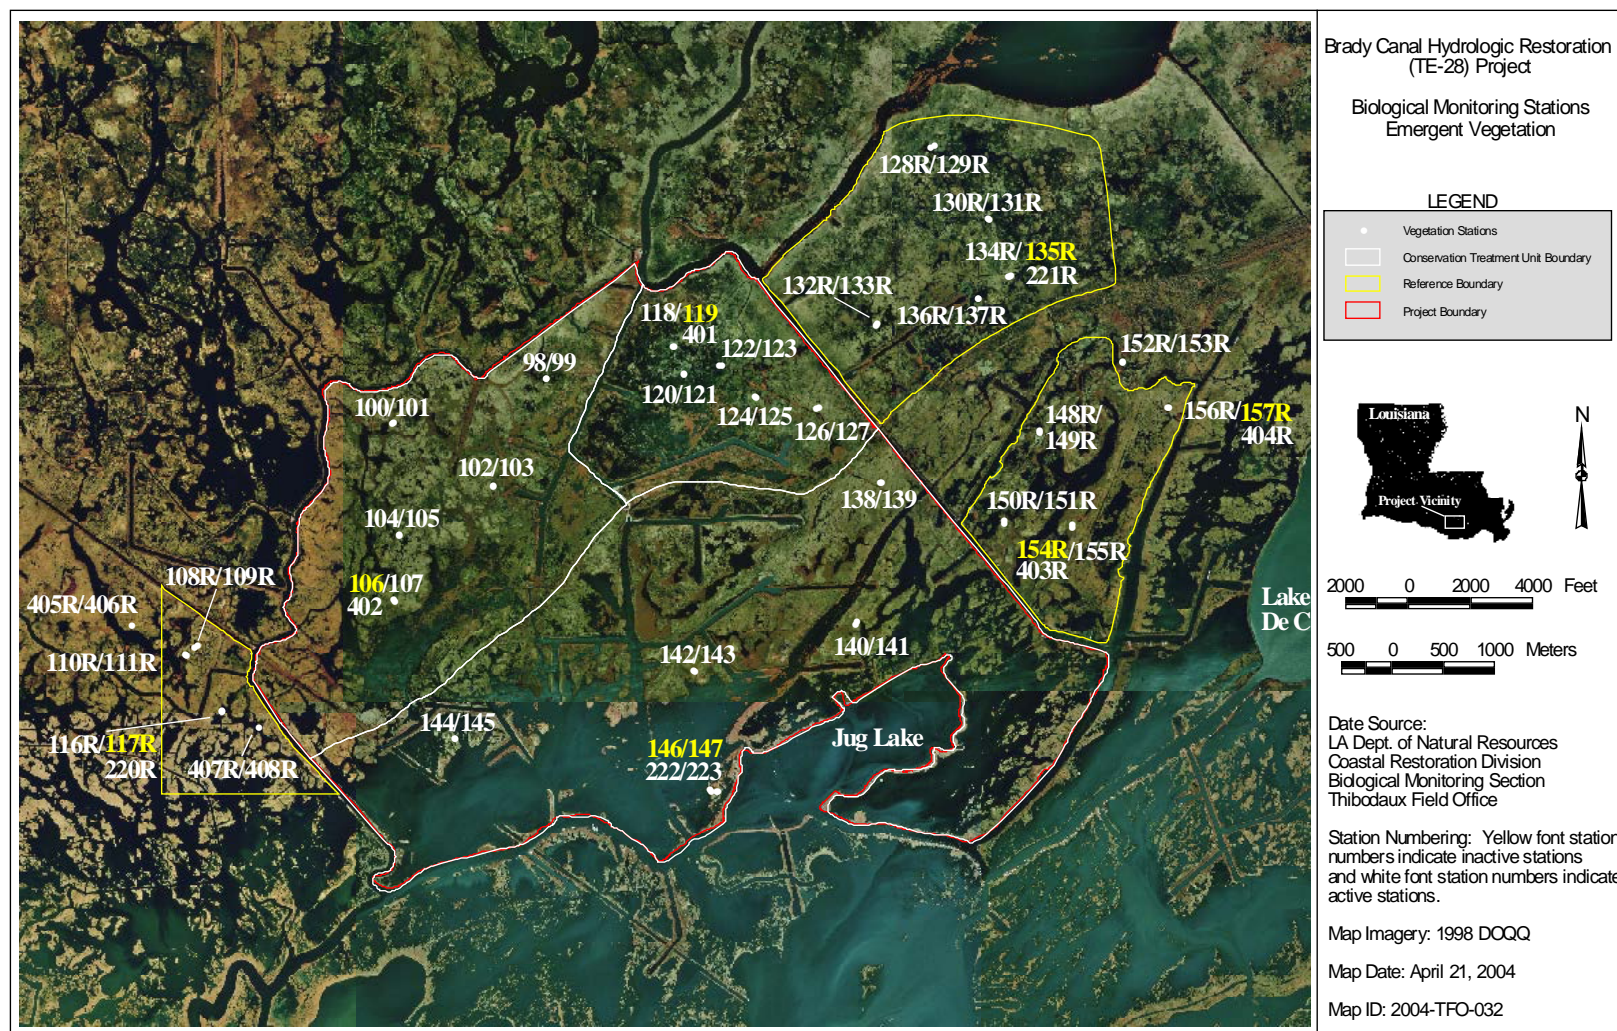 Brady Canal Hydrologic Restoration
(TE-28) Project
Biological Monitoring Stations
Emergent Vegetation
LEGEND
Vegetation Stations
Conservation Treatment Unit Boundary
Reference Boundary
Project Boundary
Louisiana
Project Vicinity
N
2000 0 2000 4000 Feet
500 0 500 1000 Meters
Date Source:
LA Dept. of Natural Resources
Coastal Restoration Division
Biological Monitoring Section
Thibodaux Field Office
Station Numbering: Yellow font station
numbers indicate inactive stations
and white font station numbers indicate
active stations.
Map Imagery: 1998 DOQQ
Map Date: April 21, 2004
Map ID: 2004-TFO-032
128R/129R
130R/131R
134R/135R
221R
132R/133R
136R/137R
118/119
401
122/123
98/99
120/121
124/125
126/127
100/101
152R/153R
148R/
149R
156R/157R
404R
102/103
138/139
150R/151R
104/105
154R/155R
403R
108R/109R
106/107
402
405R/406R
110R/111R
Lake
De C
140/141
142/143
144/145
116R/117R
220R
407R/408R
146/147
222/223
Jug Lake